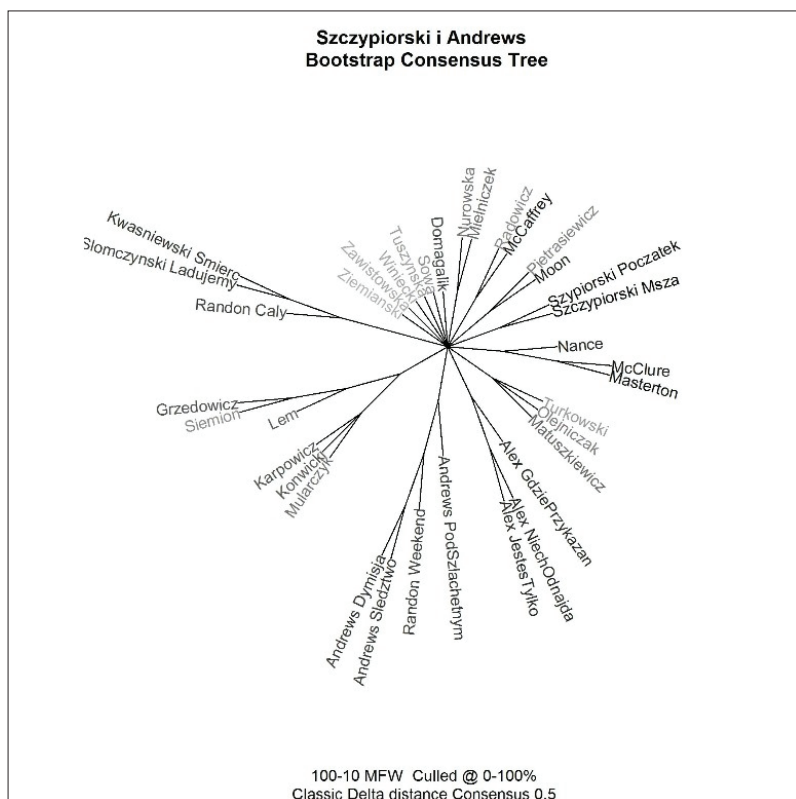 Szczypiorski i Andrews
Bootstrap Consensus Tree
Nurowska
Mielniczek
Radowicz
McCaffrey
Pietrasiewicz
Moon
Szypiorski Poczatek
Szczypiorski Msza
Nance
McClure
Masterton
Turkowski
Olejniczak
Matuszkiewicz
Alex GdziePrzykazan
Alex NiechOdnajda
Alex JestesTylko
Andrews PodSzlachetnym
Randon Weekend
Andrews Sledztwo
Andrews Dymisja
Mularczyk
Konwicki
Karpowicz
Lem
Siemion
Grzedowicz
Randon Caly
Slomczynski Ladujemy
Kwasniewski Smierc
Ziemianski
Zawistowska
Winiecki
Tuszynska
Sowa
Domagalik
100-10 MFW Culled @ 0-100%
Classic Delta distance Consensus 0.5